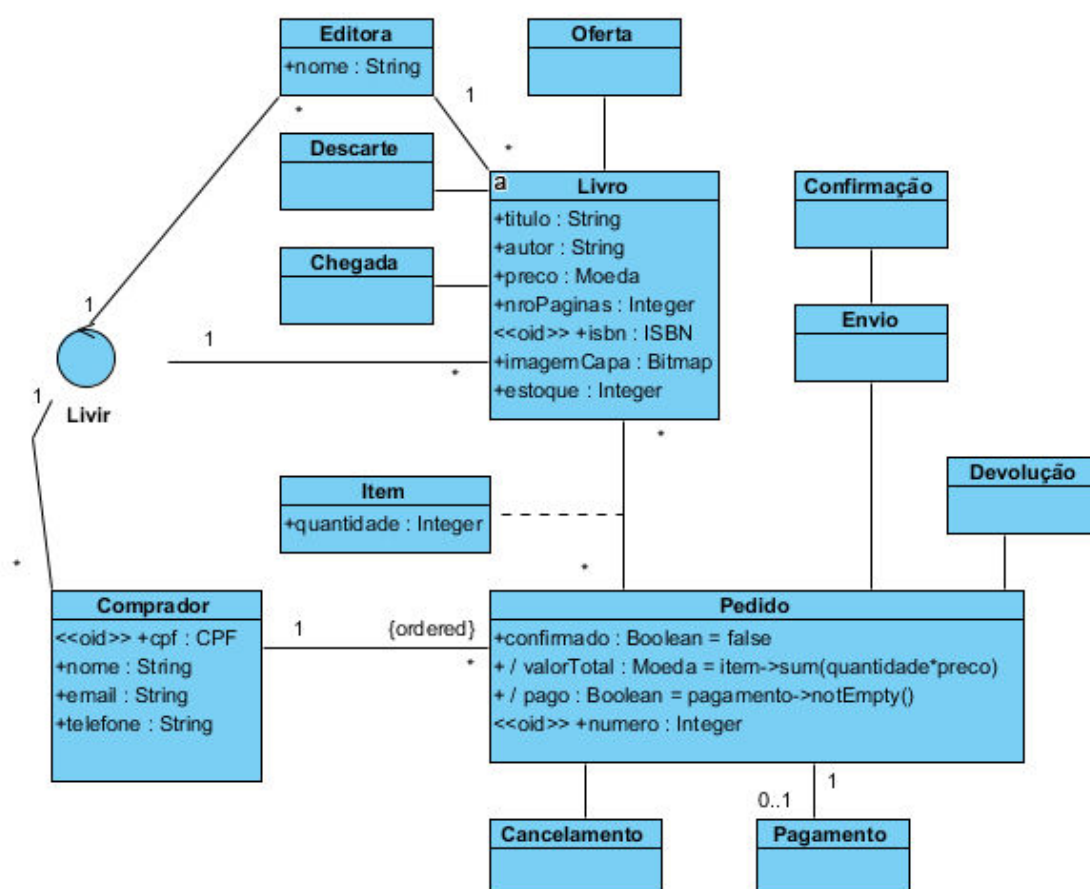 Editora
+nome : String
Oferta
1
*
1
*
Descarte
a
Livro
+titulo : String
+autor : String
+preco : Moeda
+nroPaginas : Integer
<<oid>> +isbn : ISBN
+imagemCapa : Bitmap
+estoque : Integer
Confirmação
Chegada
Envio
1
1
*
1
Livir
*
Item
+quantidade : Integer
Devolução
*
*
Comprador
<<oid>> +cpf : CPF
+nome : String
+email : String
+telefone : String
1
{ordered}
*
Pedido
+confirmado : Boolean = false
+ / valorTotal : Moeda = item->sum(quantidade*preco)
+ / pago : Boolean = pagamento->notEmpty()
<<oid>> +numero : Integer
1
0..1
Cancelamento
Pagamento